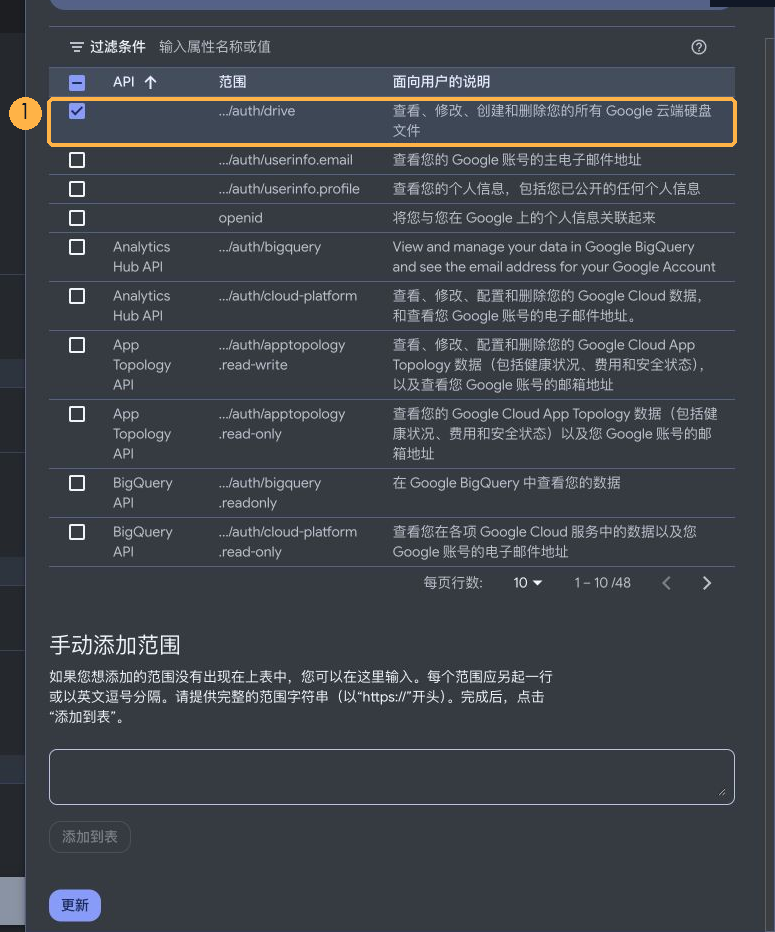 过滤条件 输入属性名称或值
API 范围 面向用户的说明
1
.../auth/drive 查看、修改、创建和删除您的所有 Google 云端硬盘
文件
.../auth/userinfo.email 查看您的 Google 账号的主电子邮件地址
.../auth/userinfo.profile 查看您的个人信息，包括您已公开的任何个人信息
openid 将您与您在 Google 上的个人信息关联起来
Analytics .../auth/bigquery View and manage your data in Google BigQuery
Hub API and see the email address for your Google Account
Analytics .../auth/cloud-platform 查看、修改、配置和删除您的 Google Cloud 数据，
Hub API 和查看您 Google 账号的电子邮件地址。
App .../auth/apptopology 查看、修改、配置和删除您的 Google Cloud App
Topology .read-write Topology 数据（包括健康状况、费用和安全状态），
API 以及查看您 Google 账号的邮箱地址
App .../auth/apptopology 查看您的 Google Cloud App Topology 数据（包括健
Topology .read-only 康状况、费用和安全状态）以及您 Google 账号的邮
API 箱地址
BigQuery .../auth/bigquery 在 Google BigQuery 中查看您的数据
API .readonly
BigQuery .../auth/cloud-platform 查看您在各项 Google Cloud 服务中的数据以及您
API .read-only Google 账号的电子邮件地址
每页行数: 10 1 – 10 /48
手动添加范围
如果您想添加的范围没有出现在上表中，您可以在这里输入。每个范围应另起一行
或以英文逗号分隔。请提供完整的范围字符串（以“https://”开头）。完成后，点击
“添加到表”。
添加到表
更新